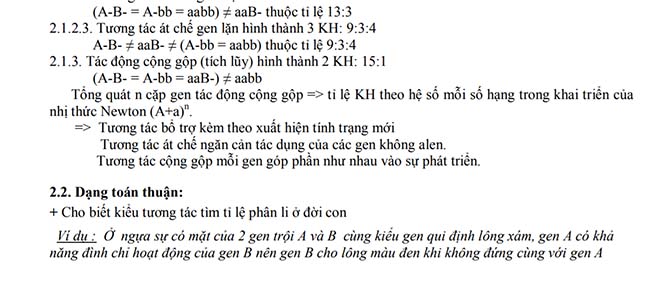 (A-B- = A-bb = aabb) ≠ aaB- thuộc tỉ lệ 13:3
2.1.2.3. Tương tác át chế gen lặn hình thành 3 KH: 9:3:4
A-B- ≠ aaB- ≠ (A-bb = aabb) thuộc tỉ lệ 9:3:4
2.1.3. Tác động cộng gộp (tích lũy) hình thành 2 KH: 15:1
(A-B- = A-bb = aaB-) ≠ aabb
Tổng quát n cặp gen tác động cộng gộp => tỉ lệ KH theo hệ số mỗi số hạng trong khai triển của
nhị thức Newton (A+a)ⁿ.
=> Tương tác bổ trợ kèm theo xuất hiện tính trạng mới
Tương tác át chế ngăn cản tác dụng của các gen không alen.
Tương tác cộng gộp mỗi gen góp phần như nhau vào sự phát triển.
2.2. Dạng toán thuận:
+ Cho biết kiểu tương tác tìm tỉ lệ phân li ở đời con
Ví du : Ở ngựa sự có mặt của 2 gen trội A và B cùng kiểu gen qui định lông xám, gen A có khả
năng đình chỉ hoạt động của gen B nên gen B cho lông màu đen khi không đứng cùng với gen A